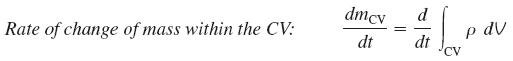 Rate of change of mass within the CV: dm_CV/dt = d/dt ∫_CV ρ dV